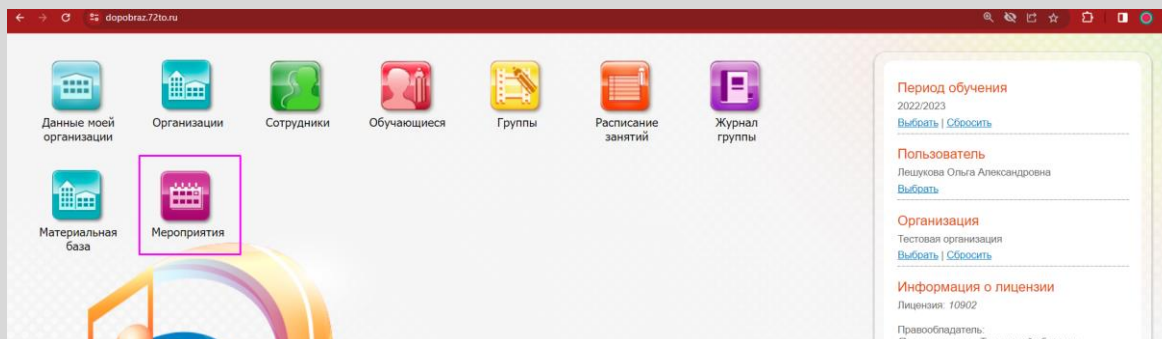 dopobraz.72to.ru
Данные моей
организации
Организации
Сотрудники
Обучающиеся
Группы
Расписание
занятий
Журнал
группы
Материальная
база
Мероприятия
Период обучения
2022/2023
Выбрать | Сбросить
Пользователь
Лешукова Ольга Александровна
Выбрать
Организация
Тестовая организация
Выбрать | Сбросить
Информация о лицензии
Лицензия: 10902
Правообладатель: